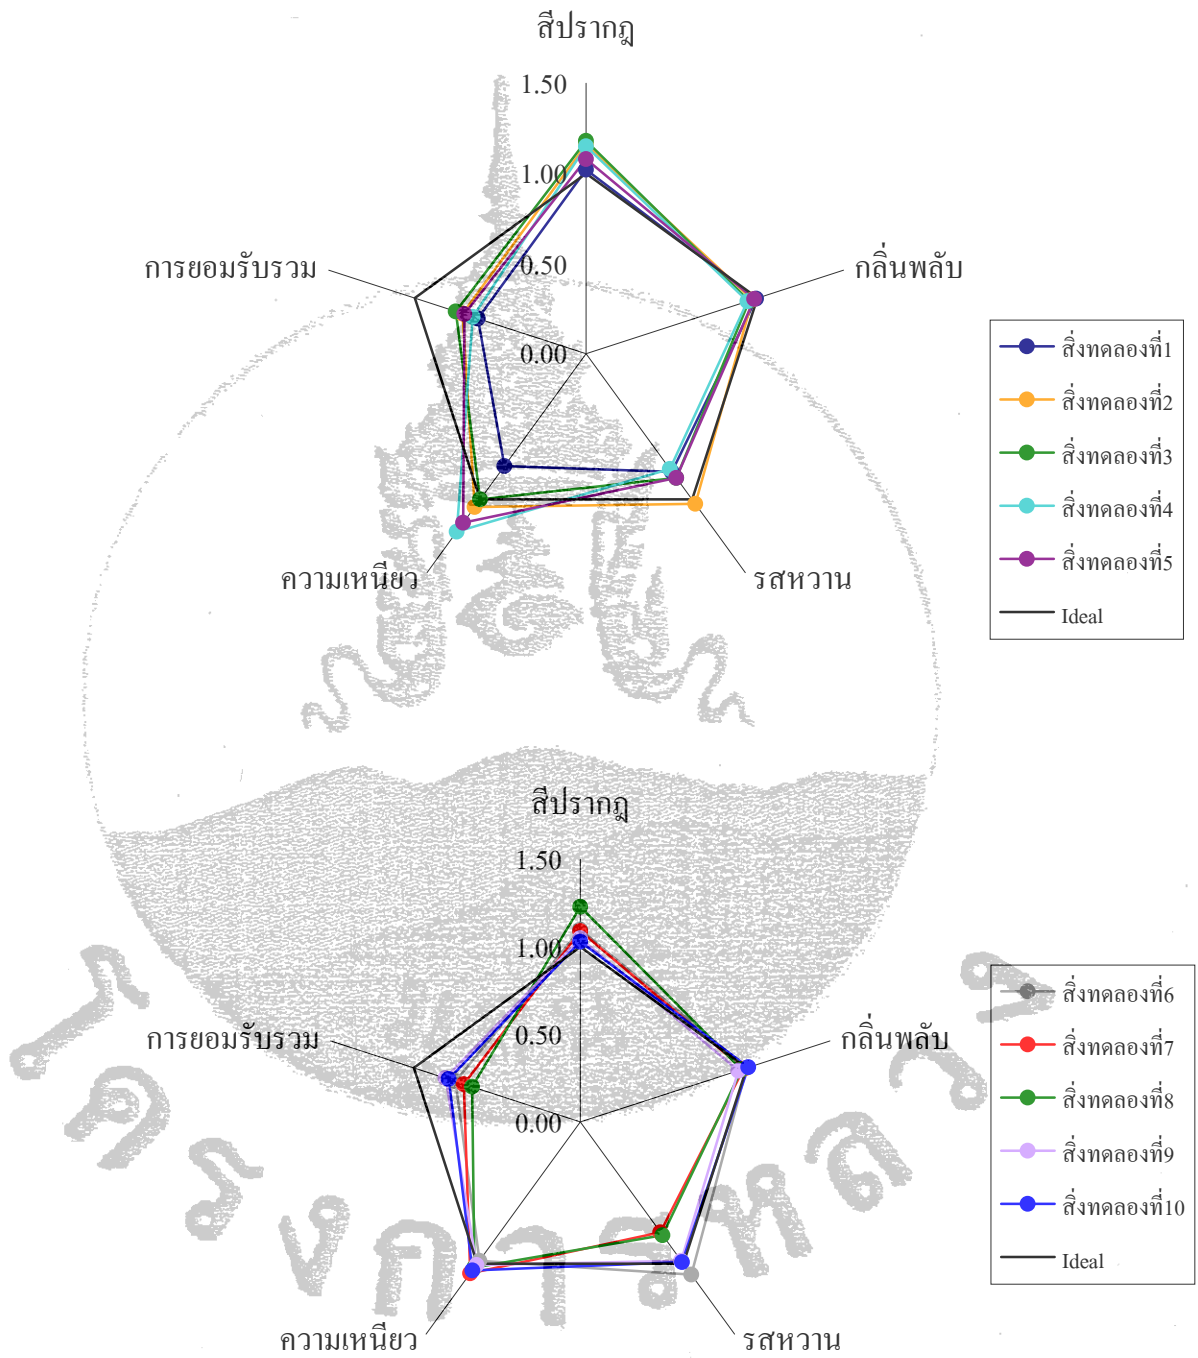 สีปรากฎ
1.50
1.00
0.50
0.00
การยอมรับรวม
กลิ่นพลับ
ความเหนียว
รสหวาน
สิ่งทดลองที่1
สิ่งทดลองที่2
สิ่งทดลองที่3
สิ่งทดลองที่4
สิ่งทดลองที่5
Ideal
สีปรากฎ
1.50
1.00
0.50
0.00
การยอมรับรวม
กลิ่นพลับ
ความเหนียว
รสหวาน
สิ่งทดลองที่6
สิ่งทดลองที่7
สิ่งทดลองที่8
สิ่งทดลองที่9
สิ่งทดลองที่10
Ideal